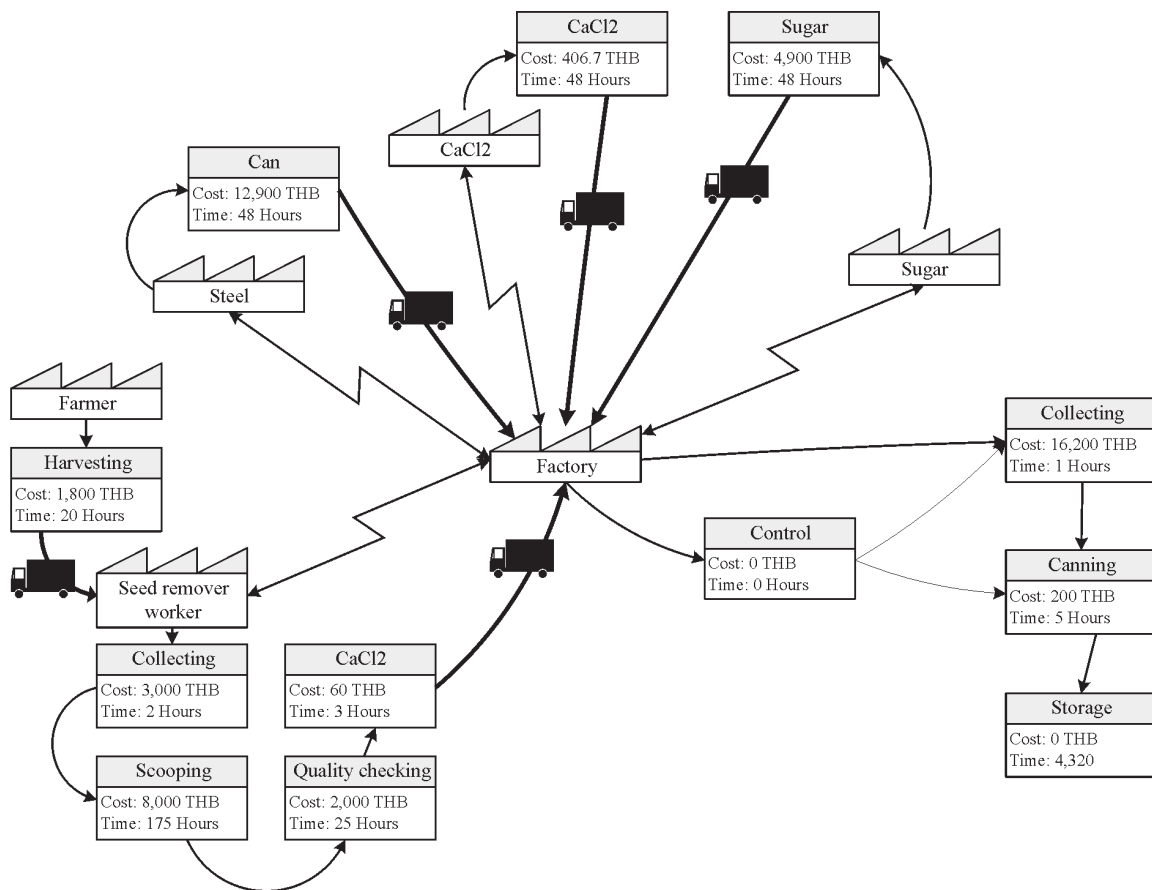 CaCl2
Cost: 406.7 THB
Time: 48 Hours
Sugar
Cost: 4,900 THB
Time: 48 Hours
CaCl2
Can
Cost: 12,900 THB
Time: 48 Hours
Steel
Sugar
Farmer
Harvesting
Cost: 1,800 THB
Time: 20 Hours
Factory
Collecting
Cost: 16,200 THB
Time: 1 Hours
Control
Cost: 0 THB
Time: 0 Hours
Canning
Cost: 200 THB
Time: 5 Hours
Seed remover
worker
Collecting
Cost: 3,000 THB
Time: 2 Hours
CaCl2
Cost: 60 THB
Time: 3 Hours
Storage
Cost: 0 THB
Time: 4,320
Scooping
Cost: 8,000 THB
Time: 175 Hours
Quality checking
Cost: 2,000 THB
Time: 25 Hours